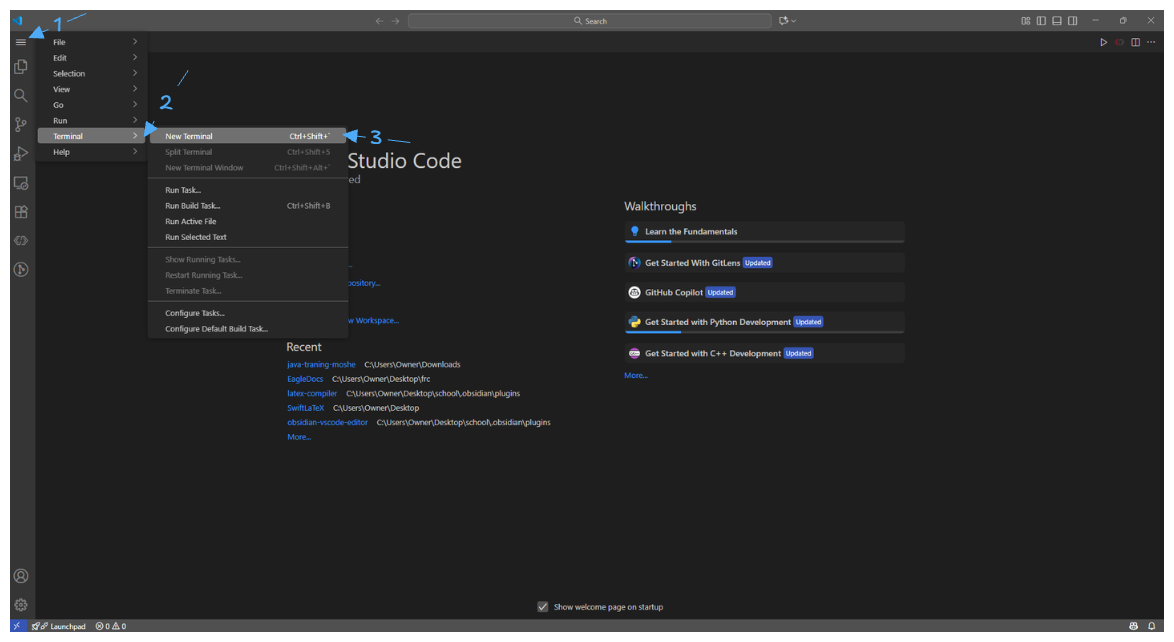 Search
1
File
Edit
Selection
View
Go
Run
Terminal
Help
2
New Terminal Ctrl+Shift+`
3
Split Terminal Ctrl+Shift+5
New Terminal Window Ctrl+Shift+Alt+`
Run Task...
Run Build Task... Ctrl+Shift+B
Run Active File
Run Selected Text
Show Running Tasks...
Restart Running Task...
Terminate Task...
Configure Tasks...
Configure Default Build Task...
Studio Code
ed
pository...
w Workspace...
Recent
java-traning-moshe C:\Users\Owner\Downloads
EagleDocs C:\Users\Owner\Desktop\frc
latex-compiler C:\Users\Owner\Desktop\school\.obsidian\plugins
SwiftLaTeX C:\Users\Owner\Desktop
obsidian-vscode-editor C:\Users\Owner\Desktop\school\.obsidian\plugins
More...
Walkthroughs
Learn the Fundamentals
Get Started With GitLens Updated
GitHub Copilot Updated
Get Started with Python Development Updated
Get Started with C++ Development Updated
More...
Show welcome page on startup
Launchpad 0 0